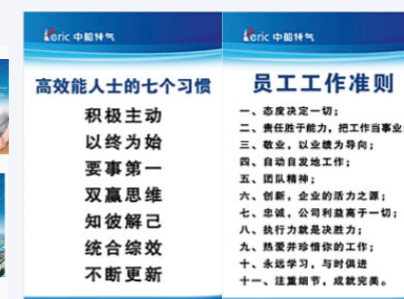 Peric 中船特气
高效能人士的七个习惯
积极主动
以终为始
要事第一
双赢思维
知彼解己
统合综效
不断更新
Peric 中船特气
员工工作准则
一、态度决定一切;
二、责任胜于能力,把工作当事业;
三、敬业,以业绩为导向;
四、自动自发地工作;
五、团队精神;
六、创新,企业的活力之源;
七、忠诚,公司利益高于一切;
八、执行力就是决胜力;
九、热爱并珍惜你的工作;
十、永远学习,与时俱进
十一、注重细节,成就完美。